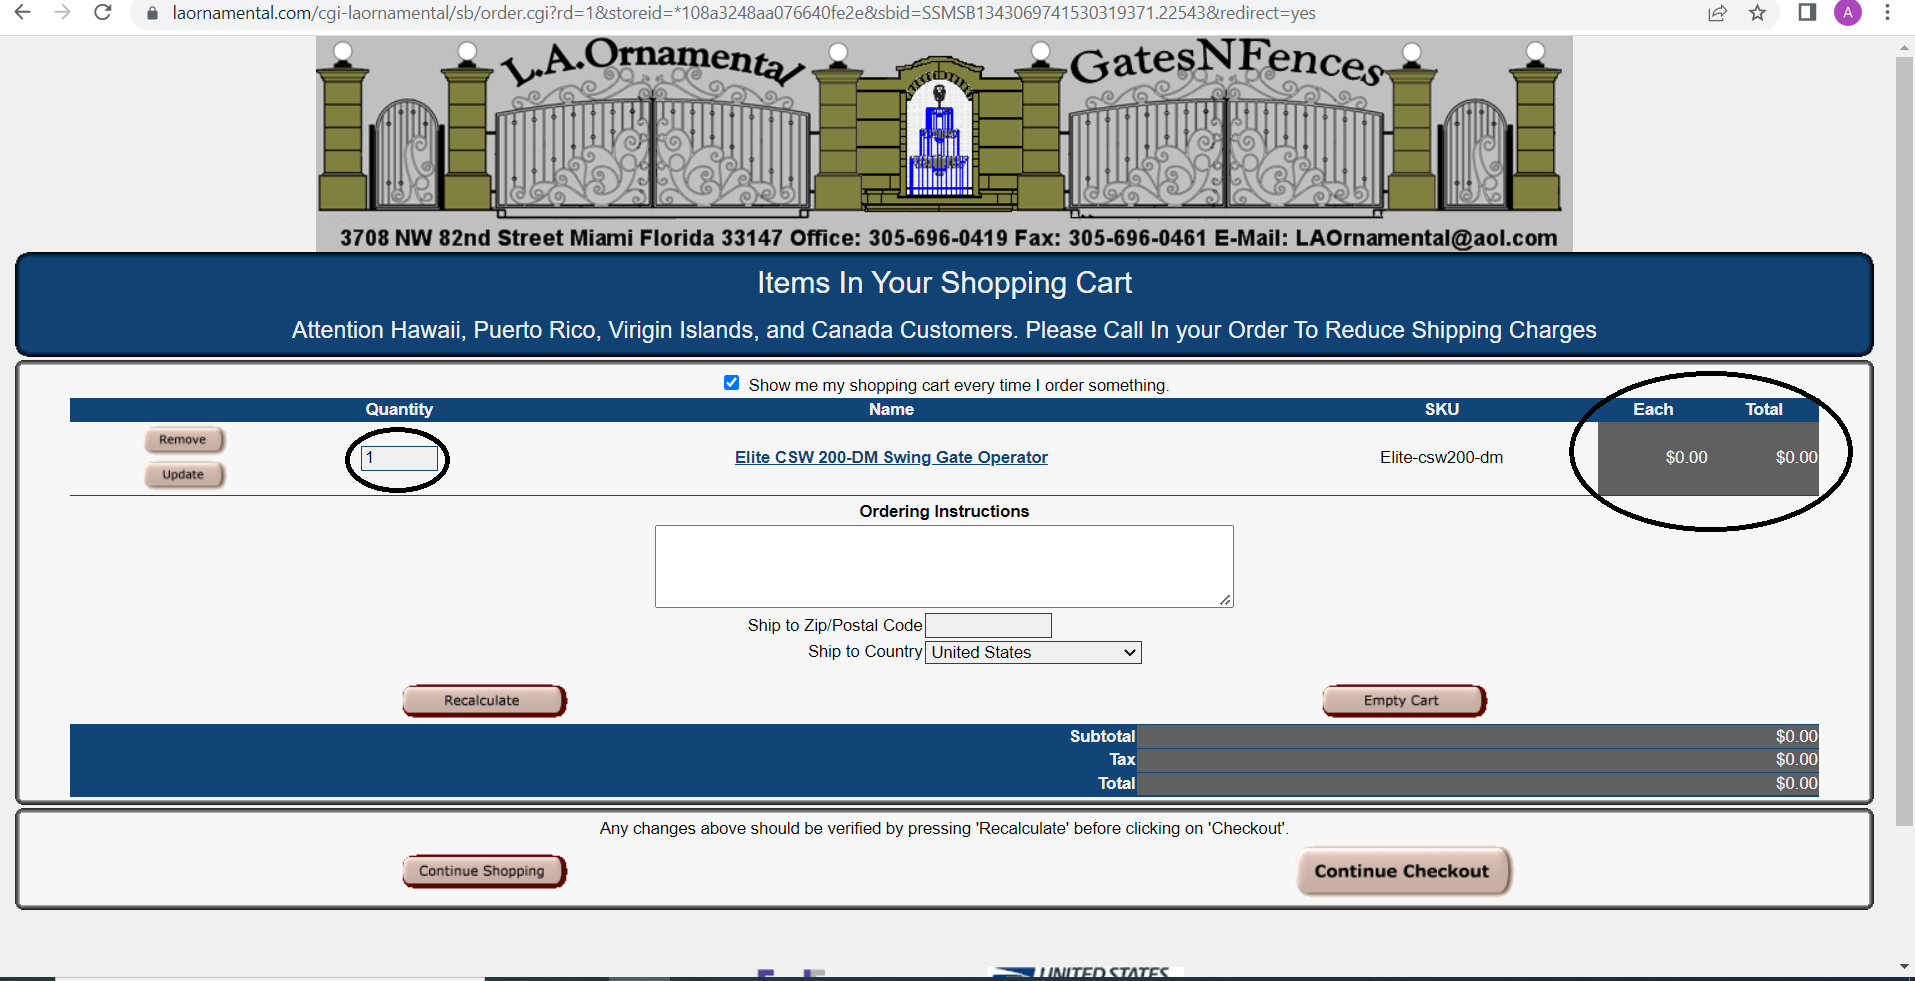 laornamental.com/cgi-laornamental/sb/order.cgi?rd=1&storeid=*108a3248aa076640fe2e&sbid=SSMSB1343069741530319371.22543&redirect=yes
A
L.A.Ornamental GatesNFences
3708 NW 82nd Street Miami Florida 33147 Office: 305-696-0419 Fax: 305-696-0461 E-Mail: LAOrnamental@aol.com
Items In Your Shopping Cart
Attention Hawaii, Puerto Rico, Virigin Islands, and Canada Customers. Please Call In your Order To Reduce Shipping Charges
Show me my shopping cart every time I order something.
Quantity Name SKU Each Total
Remove
1 Elite CSW 200-DM Swing Gate Operator Elite-csw200-dm $0.00 $0.00
Update
Ordering Instructions
Ship to Zip/Postal Code
Ship to Country United States
Recalculate Empty Cart
Subtotal $0.00
Tax $0.00
Total $0.00
Any changes above should be verified by pressing 'Recalculate' before clicking on 'Checkout'.
Continue Shopping Continue Checkout
UNITED STATES